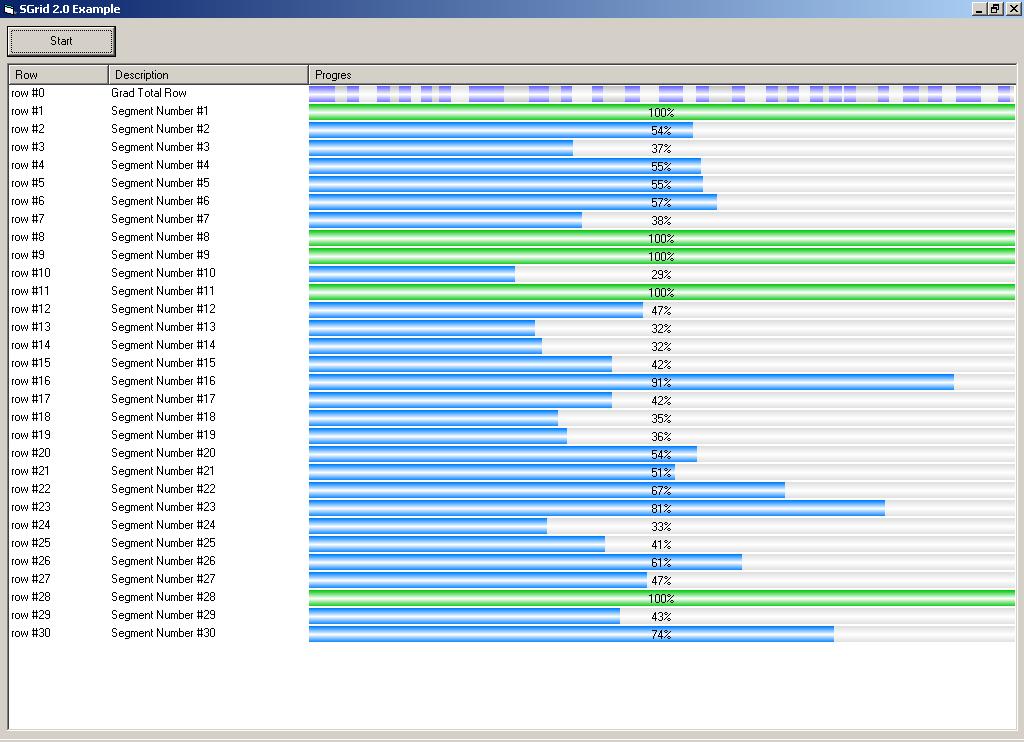 SGrid 2.0 Example
Start
Row Description Progres
row #0 Grad Total Row
row #1 Segment Number #1 100%
row #2 Segment Number #2 54%
row #3 Segment Number #3 37%
row #4 Segment Number #4 55%
row #5 Segment Number #5 55%
row #6 Segment Number #6 57%
row #7 Segment Number #7 38%
row #8 Segment Number #8 100%
row #9 Segment Number #9 100%
row #10 Segment Number #10 29%
row #11 Segment Number #11 100%
row #12 Segment Number #12 47%
row #13 Segment Number #13 32%
row #14 Segment Number #14 32%
row #15 Segment Number #15 42%
row #16 Segment Number #16 91%
row #17 Segment Number #17 42%
row #18 Segment Number #18 35%
row #19 Segment Number #19 36%
row #20 Segment Number #20 54%
row #21 Segment Number #21 51%
row #22 Segment Number #22 67%
row #23 Segment Number #23 81%
row #24 Segment Number #24 33%
row #25 Segment Number #25 41%
row #26 Segment Number #26 61%
row #27 Segment Number #27 47%
row #28 Segment Number #28 100%
row #29 Segment Number #29 43%
row #30 Segment Number #30 74%